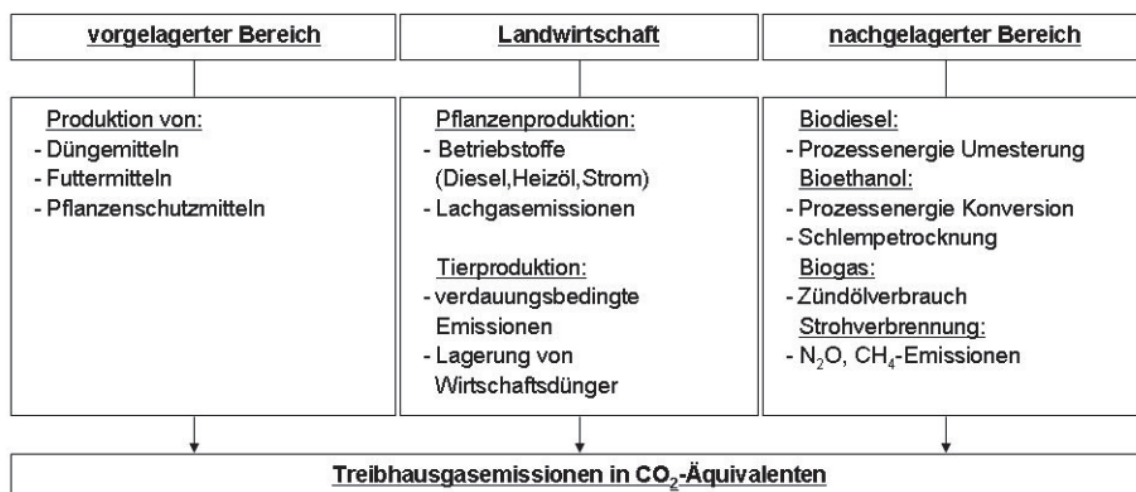 vorgelagerter Bereich
Landwirtschaft
nachgelagerter Bereich
Produktion von:
- Düngemitteln
- Futtermitteln
- Pflanzenschutzmitteln
Pflanzenproduktion:
- Betriebstoffe
(Diesel,Heizöl,Strom)
- Lachgasemissionen
Tierproduktion:
- verdauungsbedingte
Emissionen
- Lagerung von
Wirtschaftsdünger
Biodiesel:
- Prozessenergie Umesterung
Bioethanol:
- Prozessenergie Konversion
- Schlempetrocknung
Biogas:
- Zündölverbrauch
Strohverbrennung:
- N₂O, CH₄-Emissionen
Treibhausgasemissionen in CO₂-Äquivalenten